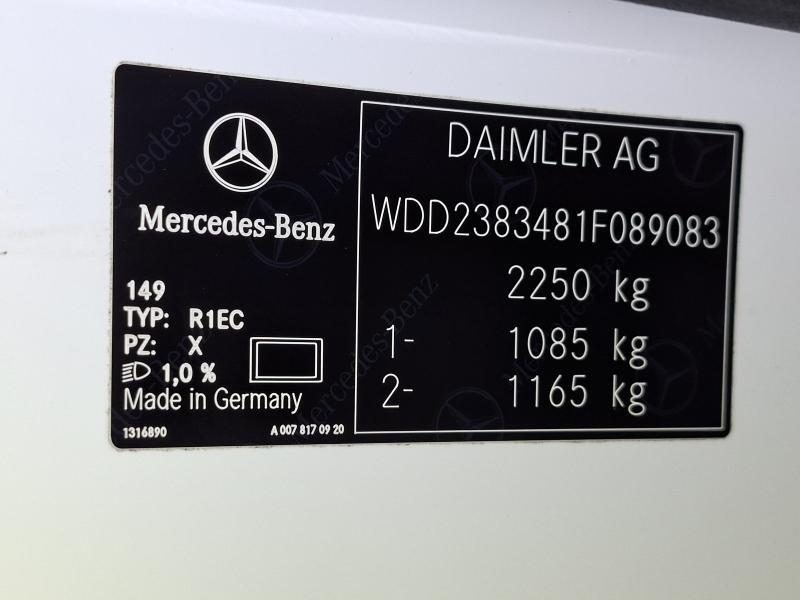 Mercedes-Benz
149
TYP: R1EC
PZ: X
1,0 %
Made in Germany
1316890
A 007 817 09 20
DAIMLER AG
WDD2383481F089083
2250 kg
1- 1085 kg
2- 1165 kg